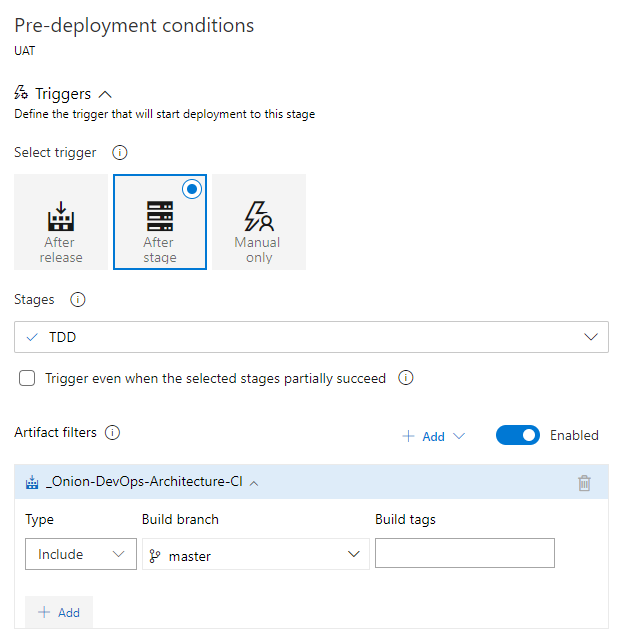 Pre-deployment conditions
UAT
Triggers
Define the trigger that will start deployment to this stage
Select trigger
After
release
After
stage
Manual
only
Stages
TDD
Trigger even when the selected stages partially succeed
Artifact filters
Add
Enabled
_Onion-DevOps-Architecture-CI
Type
Build branch
Build tags
Include
master
Add